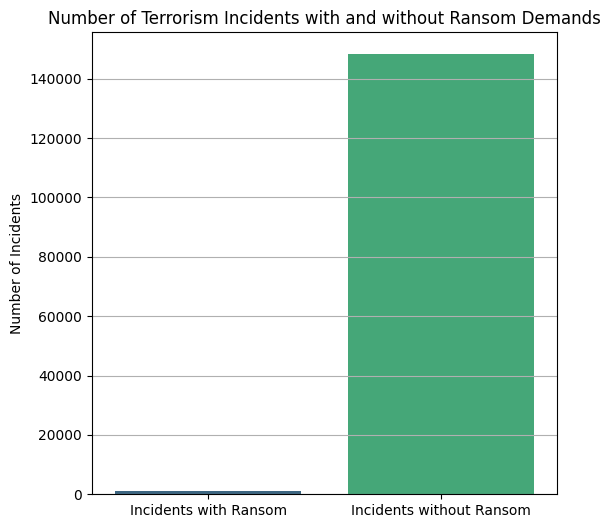 Number of Terrorism Incidents with and without Ransom Demands
140000
120000
100000
80000
60000
40000
20000
0
Number of Incidents
Incidents with Ransom
Incidents without Ransom